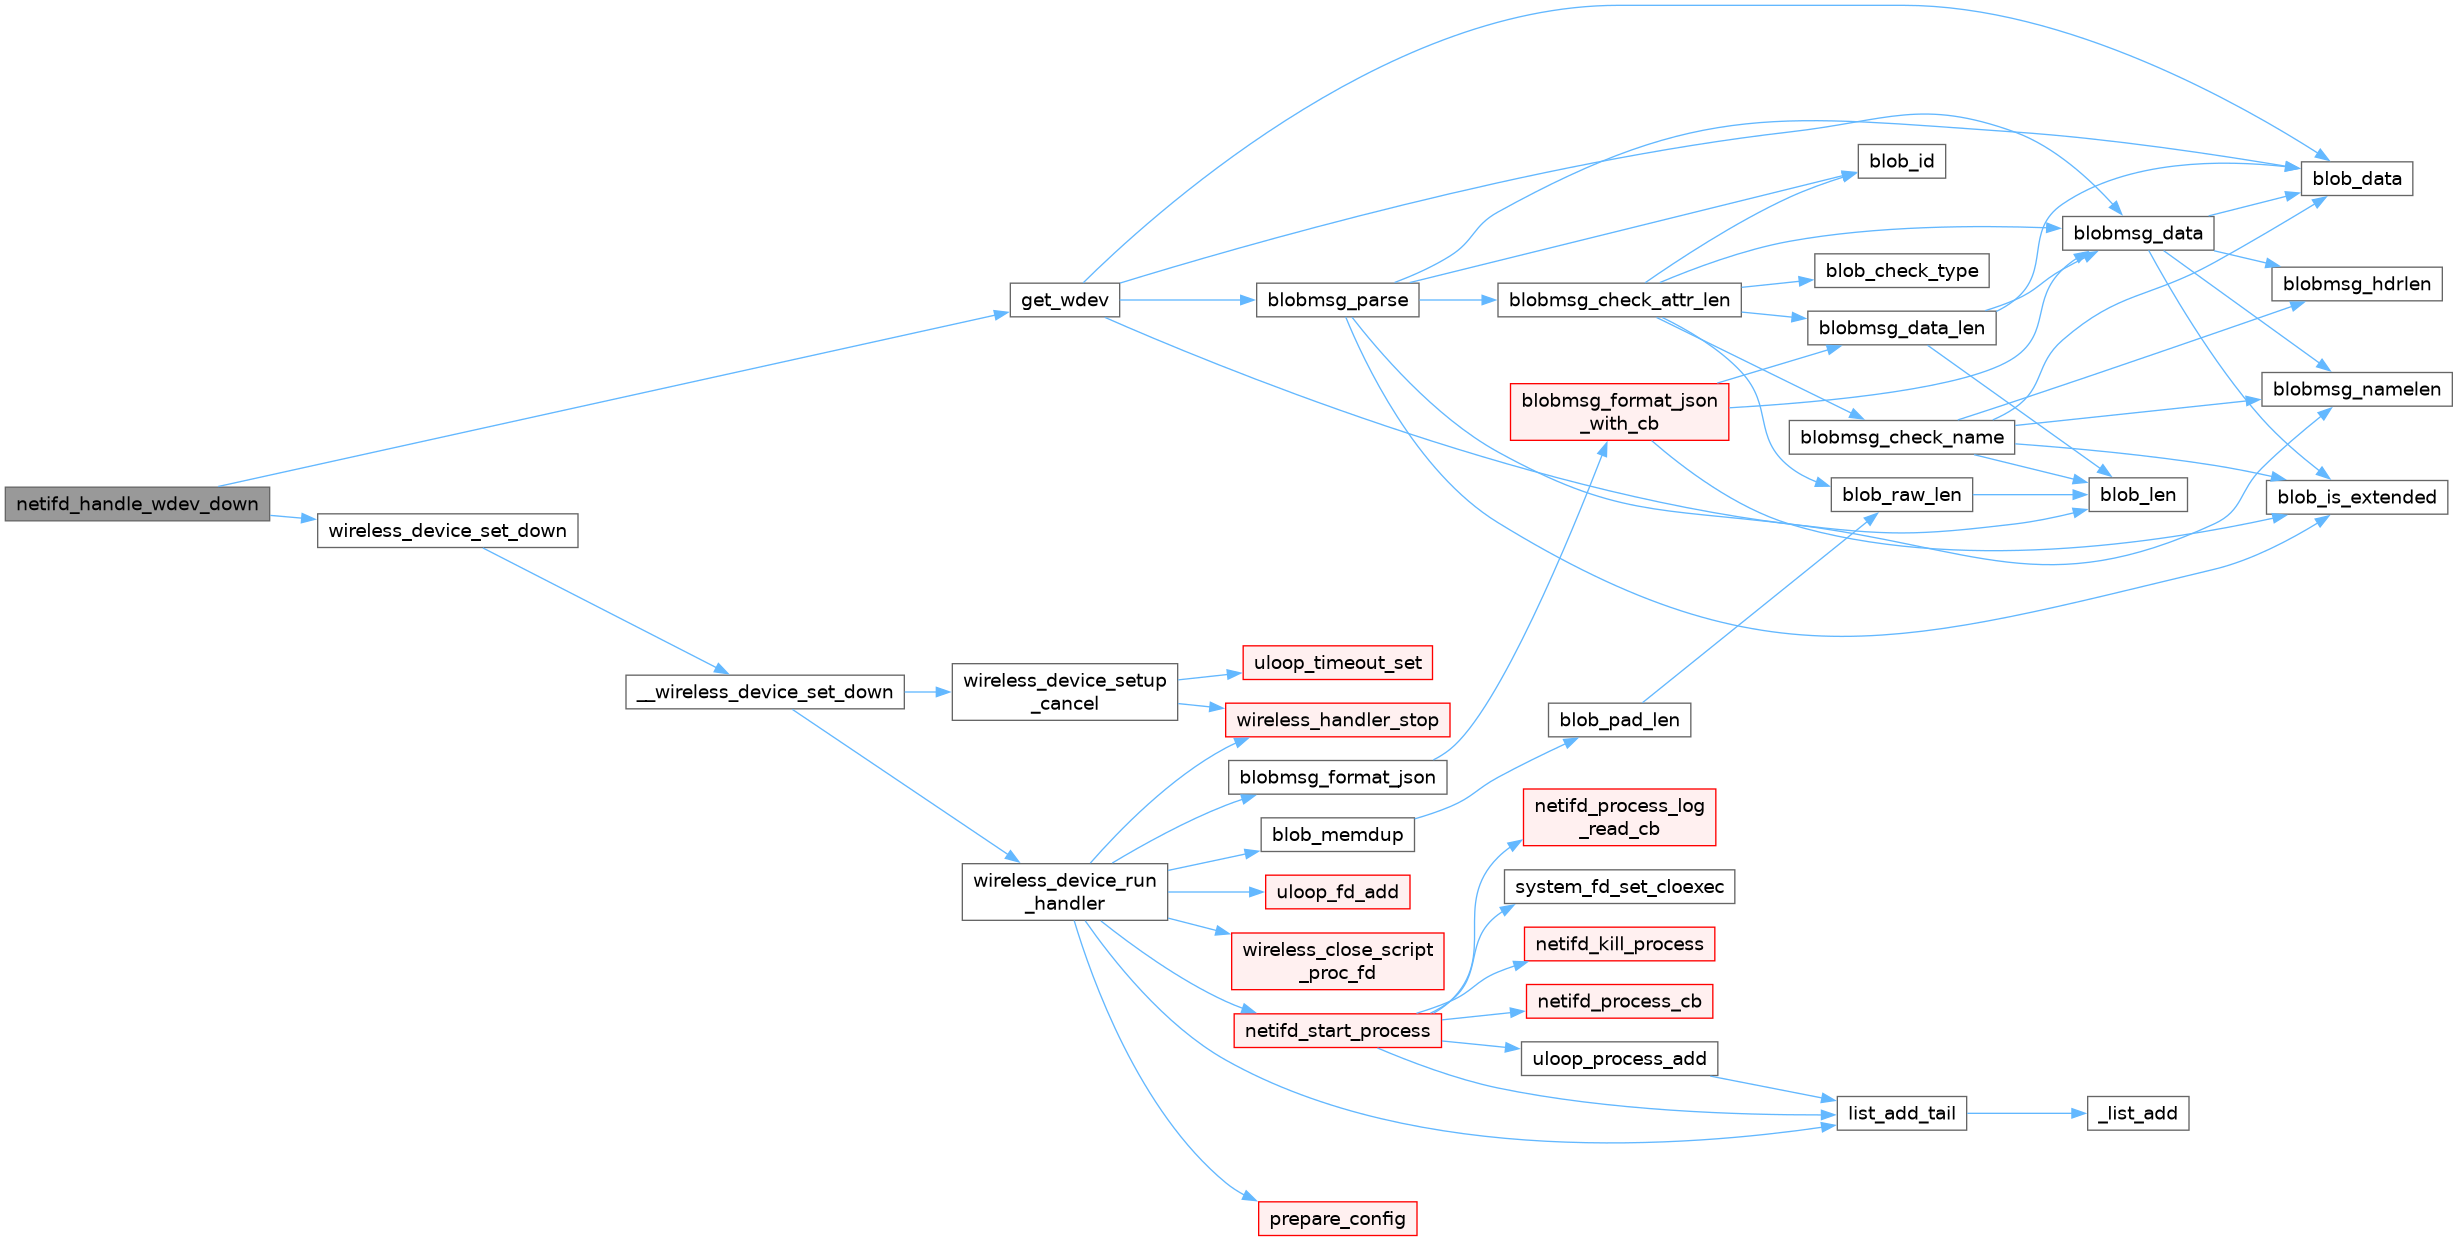 netifd_handle_wdev_down
get_wdev
wireless_device_set_down
__wireless_device_set_down
wireless_device_setup
_cancel
wireless_device_run
_handler
blobmsg_parse
uloop_timeout_set
wireless_handler_stop
blobmsg_format_json
blob_memdup
uloop_fd_add
wireless_close_script
_proc_fd
netifd_start_process
prepare_config
blobmsg_check_attr_len
blobmsg_format_json
_with_cb
blob_pad_len
netifd_process_log
_read_cb
system_fd_set_cloexec
netifd_kill_process
netifd_process_cb
uloop_process_add
blob_id
blob_check_type
blobmsg_data_len
blobmsg_check_name
blob_raw_len
list_add_tail
blobmsg_data
blob_len
_list_add
blob_data
blobmsg_hdrlen
blobmsg_namelen
blob_is_extended